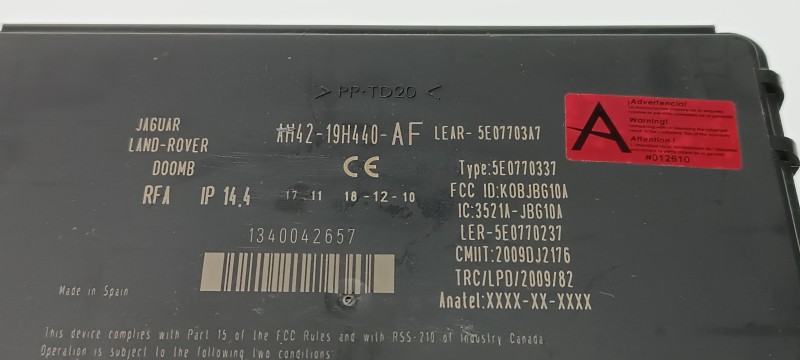 > PP-TD20 <
JAGUAR
LAND-ROVER
DOOMB
RFA IP 14.4
AH42-19H440-AF LEAR- 5E07703A7
CE
17 11 18 - 12 - 10
1340042657
Made in Spain
Type:5E0770337
FCC ID:KOBJBG10A
IC:3521A-JBG10A
LER-5E0770237
CMIIT:2009DJ2176
TRC/LPD/2009/82
Anatel:XXXX-XX-XXXX
A
¡Advertencia!
Warning!
Attention !
#012610
This device complies with Part 15 of the FCC Rules and with RSS-210 of Industry Canada
Operation is subject to the following two conditions: